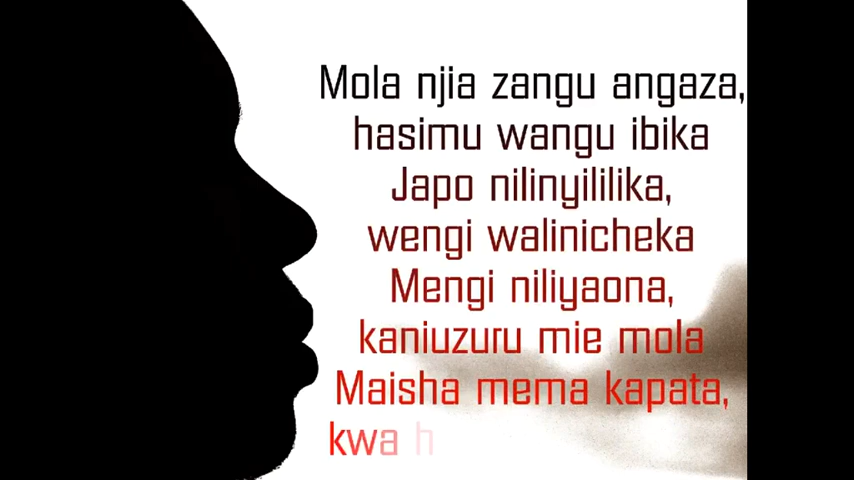 Mola njia zangu angaza,
hasimu wangu ibika
Japo nilinyililika,
wengi walinicheka
Mengi niliyaona,
kaniuzuru mie mola
Maisha mema kapata,
kwa h